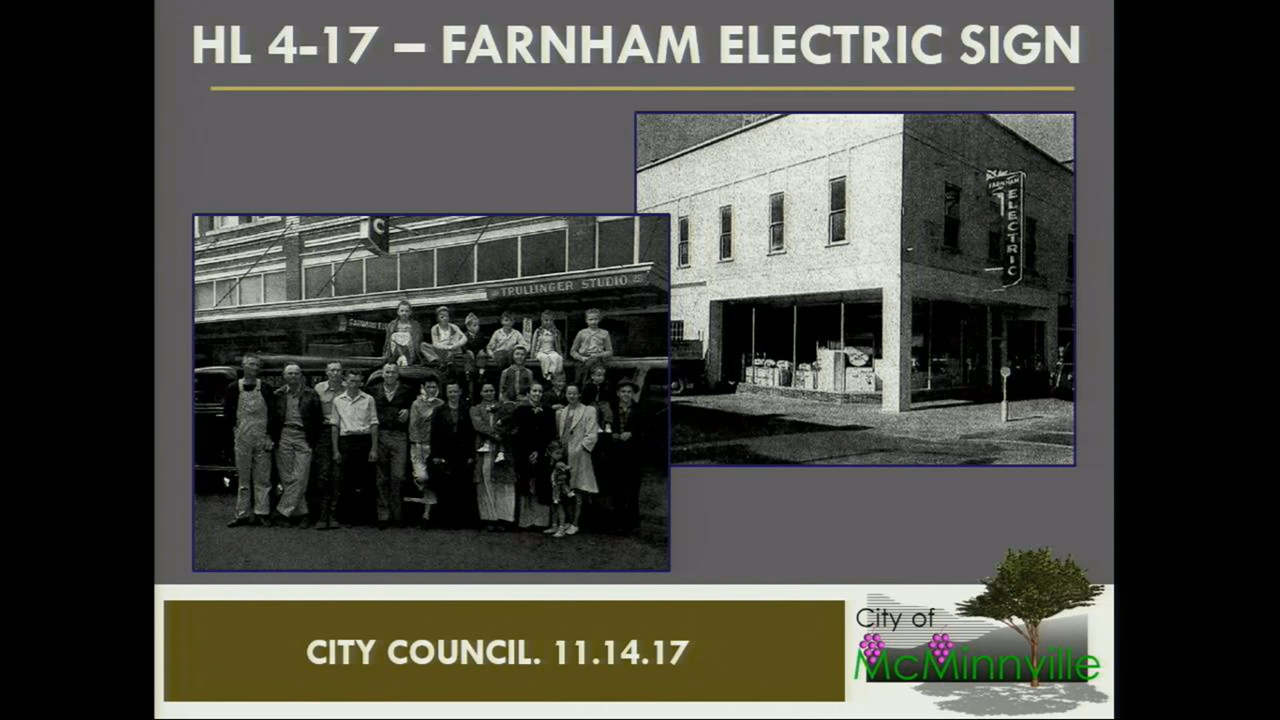 HL 4-17 – FARNHAM ELECTRIC SIGN
FARNHAM
ELECTRIC
C
TRULLINGER STUDIO
CITY COUNCIL. 11.14.17
City of
McMinnville